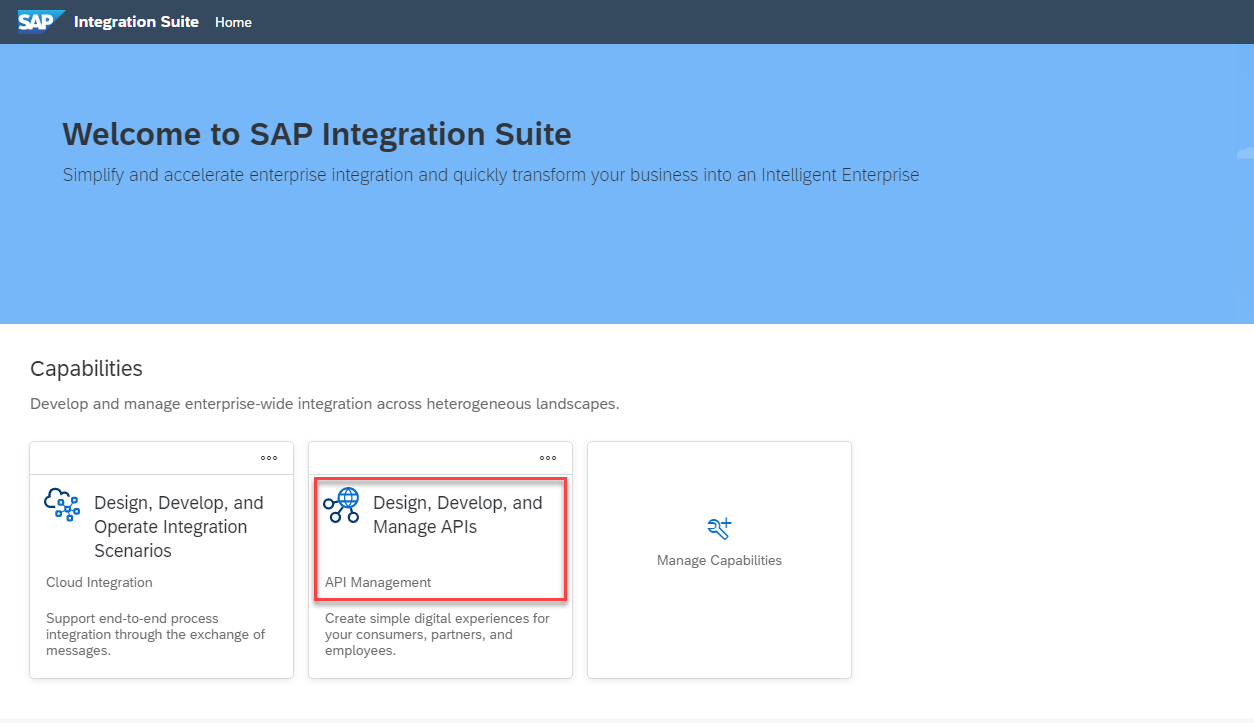 SAP Integration Suite Home
Welcome to SAP Integration Suite
Simplify and accelerate enterprise integration and quickly transform your business into an Intelligent Enterprise
Capabilities
Develop and manage enterprise-wide integration across heterogeneous landscapes.
Design, Develop, and
Operate Integration
Scenarios
Cloud Integration
Support end-to-end process
integration through the exchange of
messages.
Design, Develop, and
Manage APIs
API Management
Create simple digital experiences for
your consumers, partners, and
employees.
Manage Capabilities